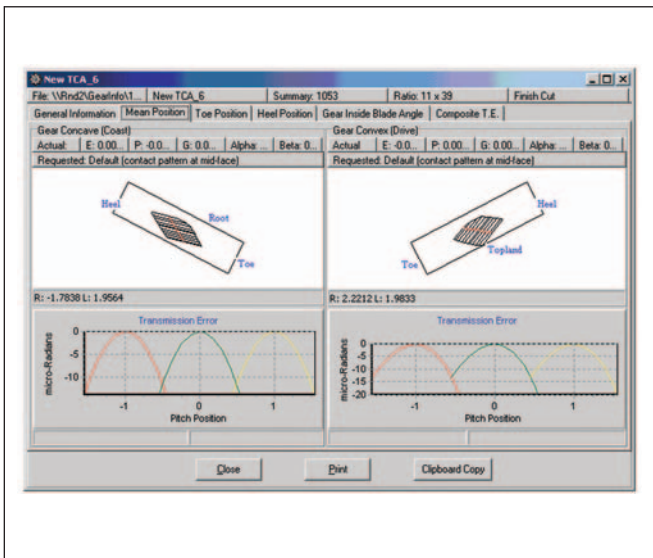 New TCA_6
File: \\Rnd2\GearInfo\1... New TCA_6 Summary: 1053 Ratio: 11 x 39 Finish Cut
General Information Mean Position Toe Position Heel Position Gear Inside Blade Angle Composite T.E.
Gear Concave (Coast)
Actual: E: 0.00... P: -0.0... G: 0.0... Alpha: ... Beta: 0...
Requested: Default (contact pattern at mid-face)
Heel
Root
Toe
R: -1.7838 L: 1.9564
Transmission Error
micro-Radians
0
-5
-10
-1 0 1
Pitch Position
Gear Convex (Drive)
Actual E: -0.0... P: 0.00... G: 0.00... Alpha: ... Beta: 0...
Requested: Default (contact pattern at mid-face)
Heel
Topland
Toe
R: 2.2212 L: 1.9833
Transmission Error
micro-Radians
0
-5
-10
-15
-20
-1 0 1
Pitch Position
Close Print Clipboard Copy